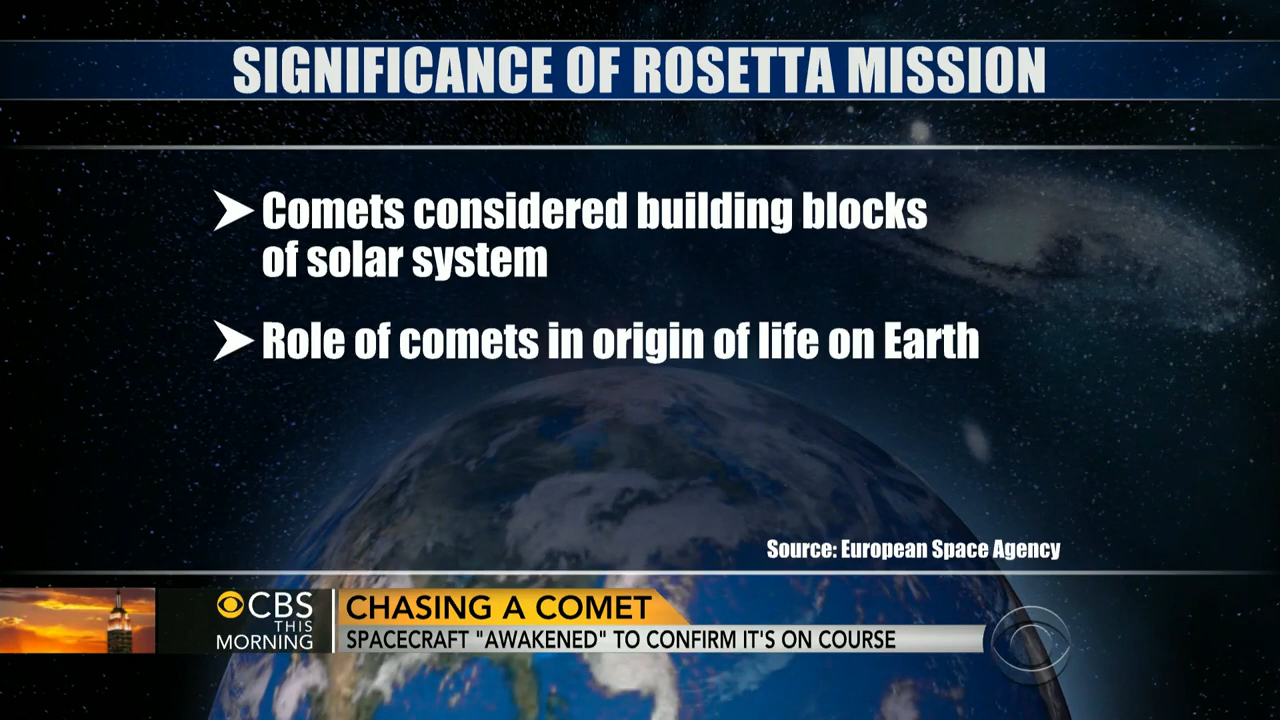 SIGNIFICANCE OF ROSETTA MISSION
➤ Comets considered building blocks
of solar system
➤ Role of comets in origin of life on Earth
Source: European Space Agency
CBS
THIS
MORNING
CHASING A COMET
SPACECRAFT "AWAKENED" TO CONFIRM IT'S ON COURSE